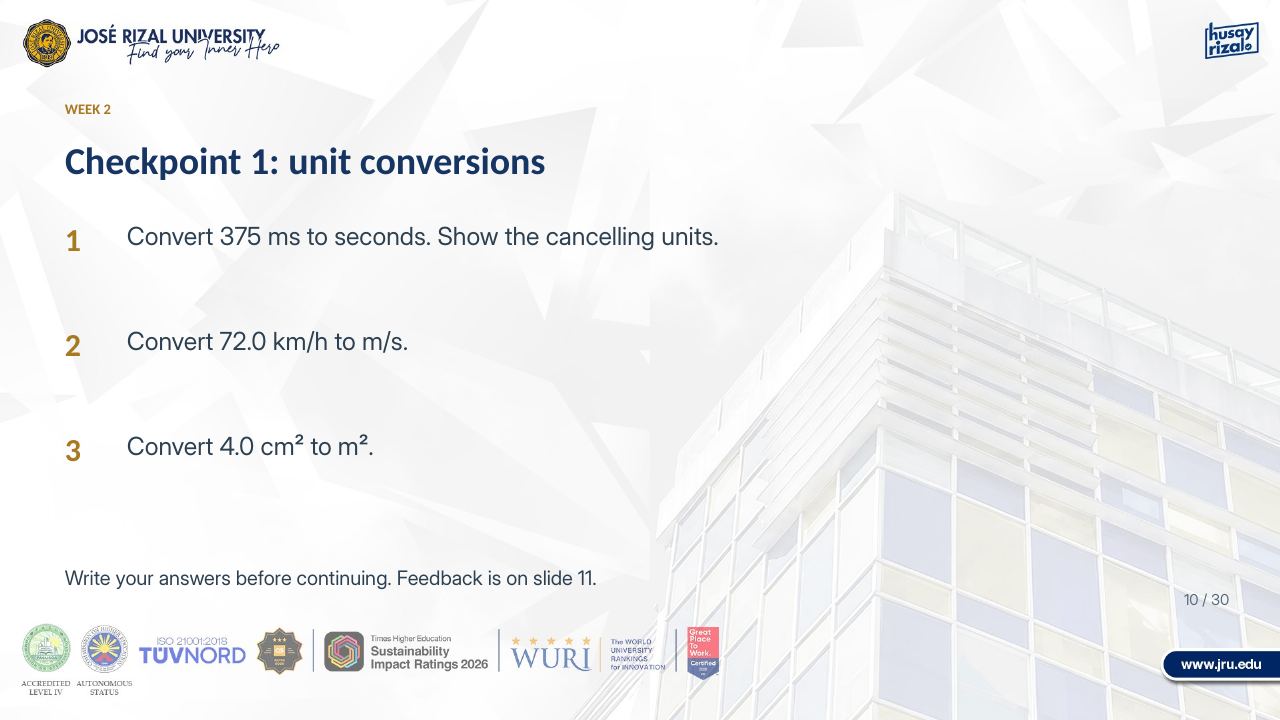 JOSÉ RIZAL UNIVERSITY
Find your Inner Hero
husay
rizal
WEEK 2
Checkpoint 1: unit conversions
1 Convert 375 ms to seconds. Show the cancelling units.
2 Convert 72.0 km/h to m/s.
3 Convert 4.0 cm² to m².
Write your answers before continuing. Feedback is on slide 11.
10 / 30
ACCREDITED
LEVEL IV
AUTONOMOUS
STATUS
ISO 21001:2018
TÜVNORD
Times Higher Education
Sustainability
Impact Ratings 2026
WURI
The WORLD
UNIVERSITY
RANKINGS
for INNOVATION
Great
Place
To
Work.
Certified
www.jru.edu